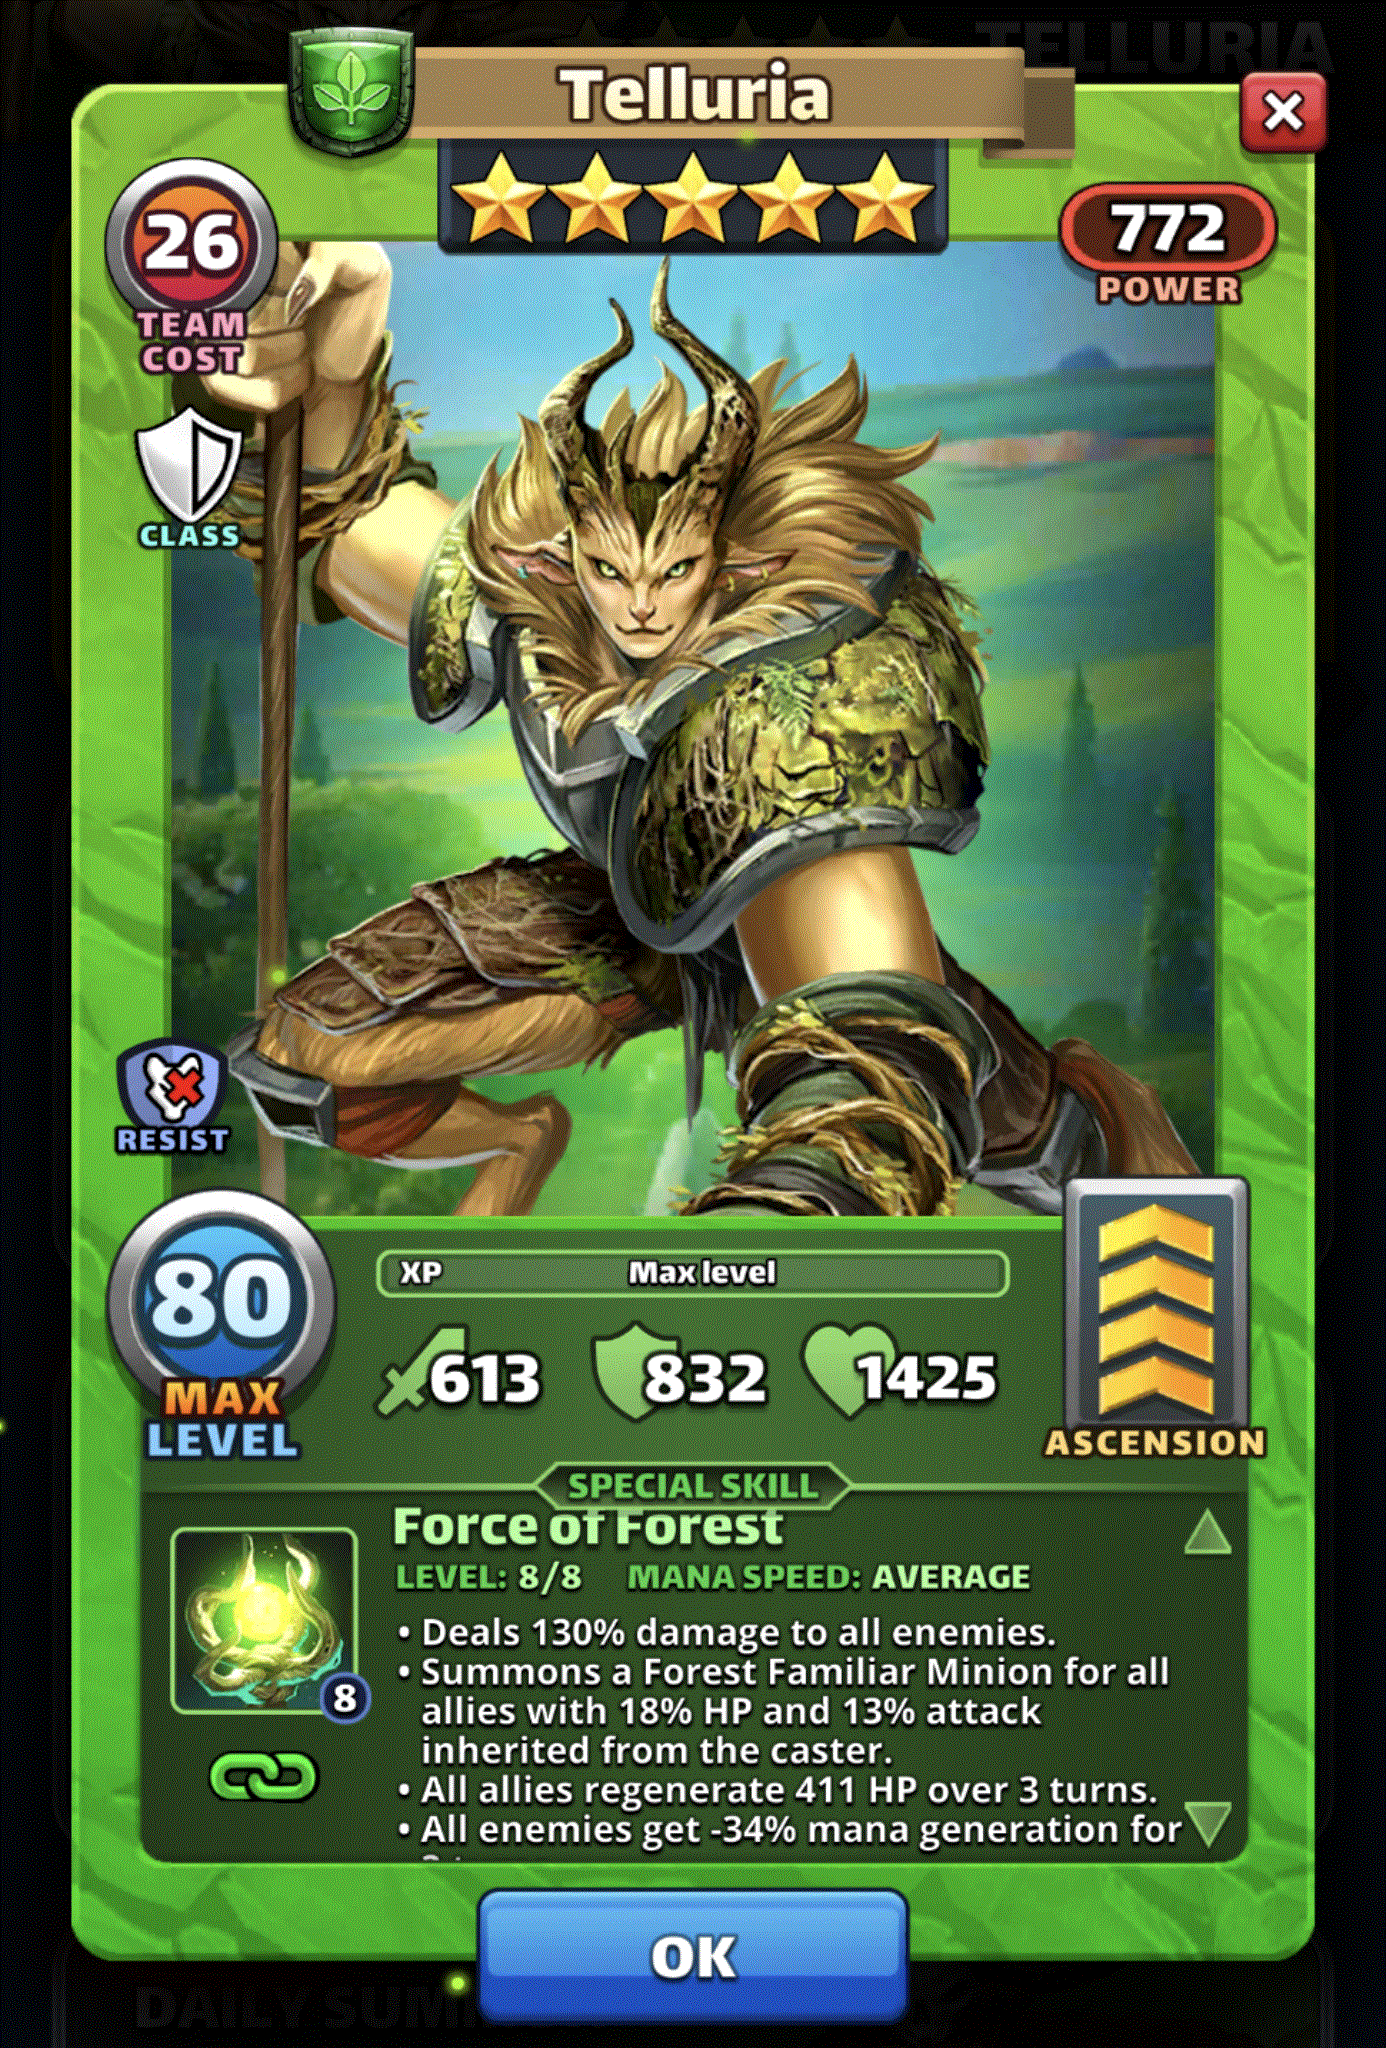 TELLURIA
Telluria
26
TEAM
COST
772
POWER
CLASS
RESIST
80
MAX
LEVEL
XP Max level
613 832 1425
ASCENSION
SPECIAL SKILL
Force of Forest
LEVEL: 8/8 MANA SPEED: AVERAGE
8
• Deals 130% damage to all enemies.
• Summons a Forest Familiar Minion for all
allies with 18% HP and 13% attack
inherited from the caster.
• All allies regenerate 411 HP over 3 turns.
• All enemies get -34% mana generation for
OK
DAILY